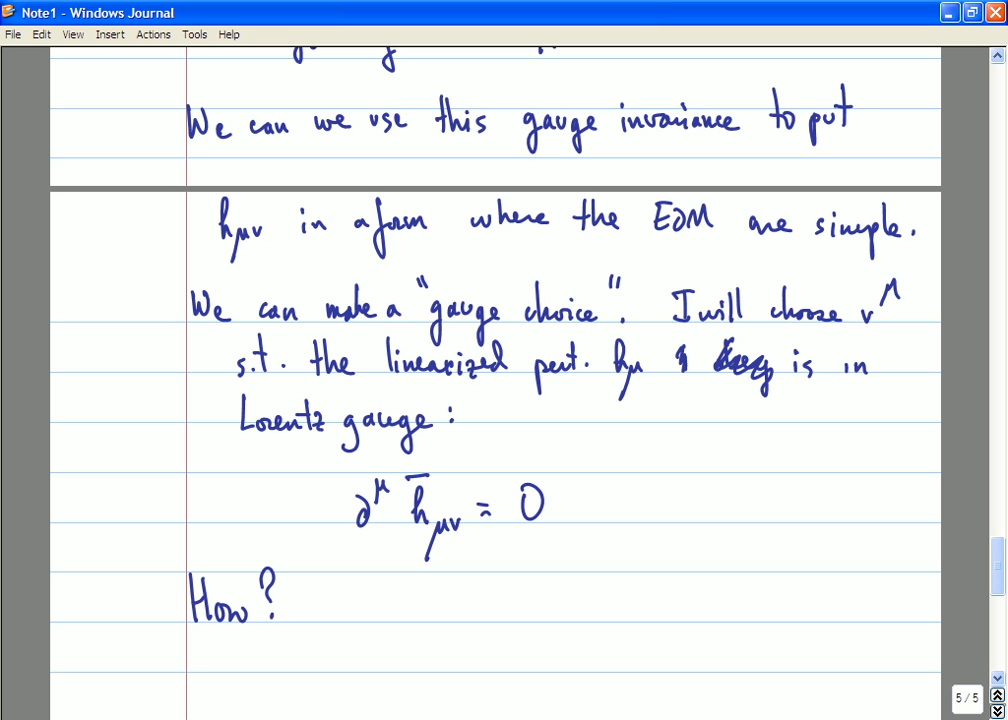 Note1 - Windows Journal
File Edit View Insert Actions Tools Help
We can we use this gauge invariance to put
hμν in a form where the EOM are simple.
We can make a "gauge choice". I will choose v^μ
s.t. the linearized pert. hμ is in
Lorentz gauge:
∂^μ h̄_μν = 0
How?
5/5